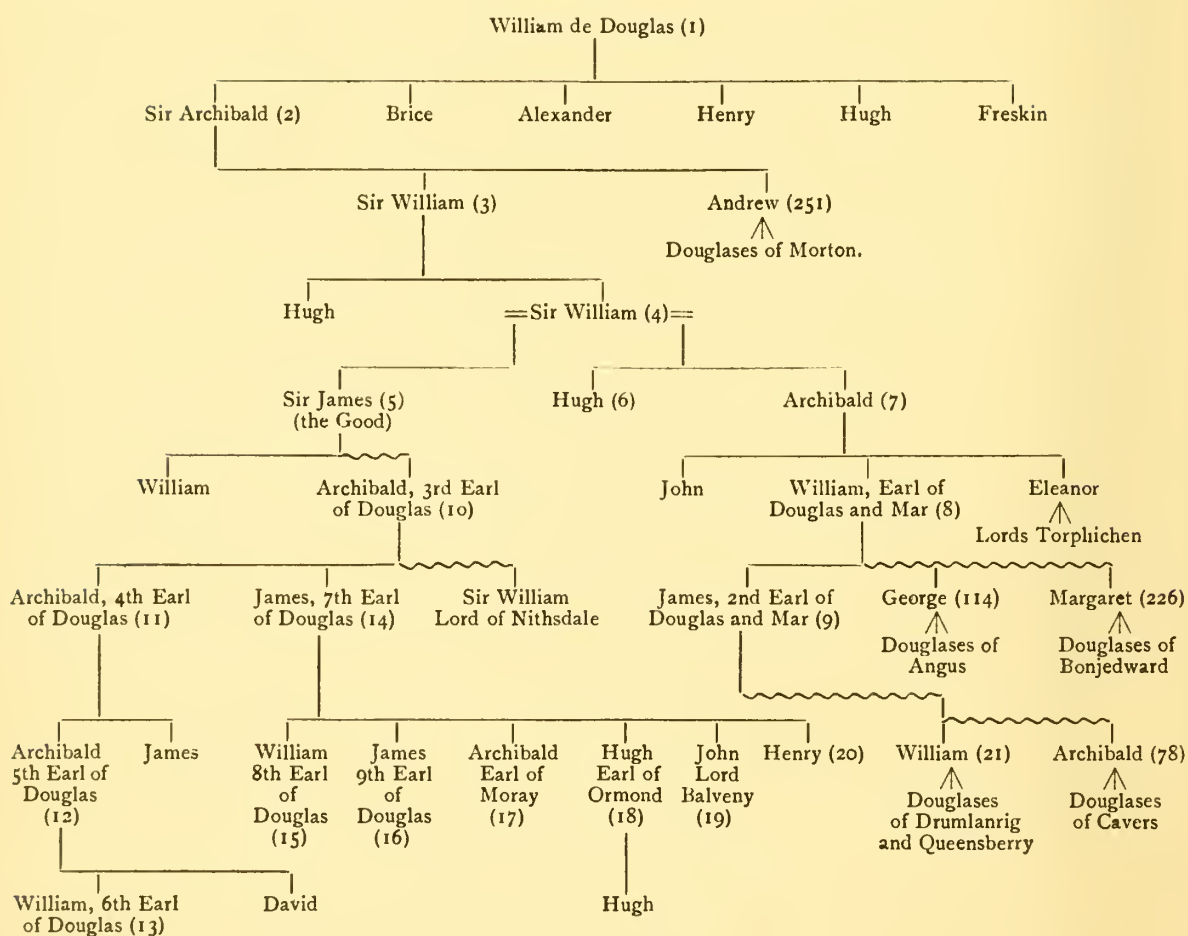 William de Douglas (1)
Sir Archibald (2) Brice Alexander Henry Hugh Freskin
Sir William (3) Andrew (251)
Douglases of Morton.
Hugh Sir William (4)
Sir James (5)
(the Good)
Hugh (6) Archibald (7)
William
Archibald, 3rd Earl
of Douglas (10)
John
William, Earl of
Douglas and Mar (8)
Eleanor
Lords Torphichen
Archibald, 4th Earl
of Douglas (11)
James, 7th Earl
of Douglas (14)
Sir William
Lord of Nithsdale
James, 2nd Earl of
Douglas and Mar (9)
George (114)
Douglases of
Angus
Margaret (226)
Douglases of
Bonjedward
Archibald
5th Earl of
Douglas
(12)
James
William
8th Earl
of
Douglas
(15)
James
9th Earl
of
Douglas
(16)
Archibald
Earl of
Moray
(17)
Hugh
Earl of
Ormond
(18)
John
Lord
Balveny
(19)
Henry (20)
William (21)
Douglases
of Drumlanrig
and Queensberry
Archibald (78)
Douglases
of Cavers
William, 6th Earl
of Douglas (13)
David
Hugh